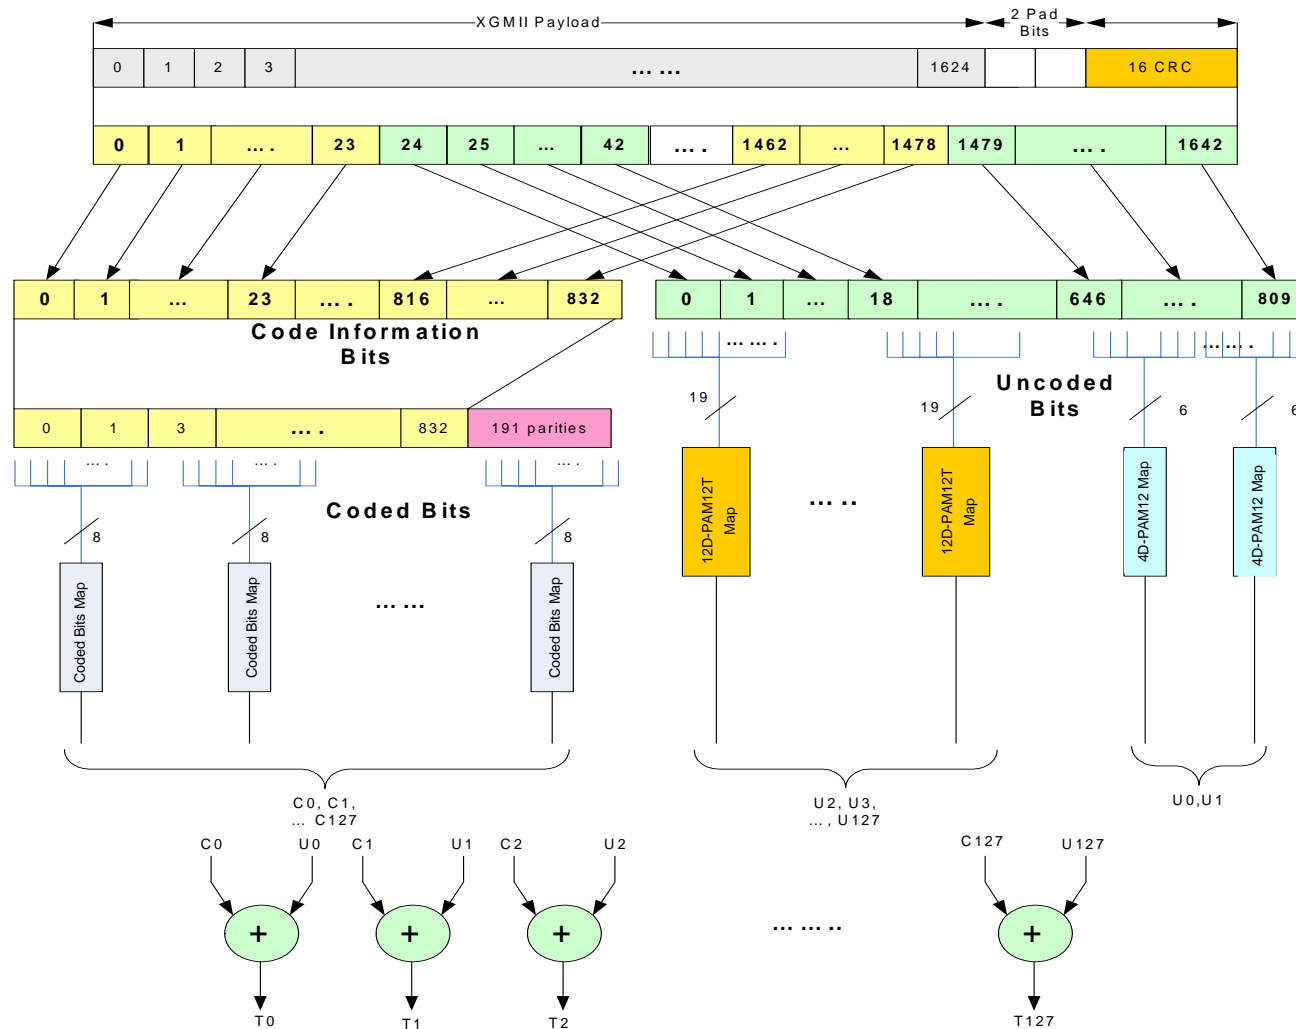 XGMII Payload
2 Pad
Bits
0 1 2 3 ... ... 1624 16 CRC
0 1 ... . 23 24 25 ... 42 ... . 1462 ... 1478 1479 ... . 1642
0 1 ... 23 ... . 816 ... 832 0 1 ... 18 ... . 646 ... . 809
Code Information
Bits
... ... . ... ... .
Uncoded
Bits
19 19 6 6
0 1 3 ... . 832 191 parities
... . ... . ... .
Coded Bits
8 8 8
12D-PAM12T
Map
... ..
12D-PAM12T
Map
4D-PAM12 Map
4D-PAM12 Map
Coded Bits Map
Coded Bits Map
... ...
Coded Bits Map
C0, C1,
... C127
U2, U3,
..., U127
U0,U1
C0 U0 C1 U1 C2 U2 C127 U127
+ + + ... ... .. +
T0 T1 T2 T127